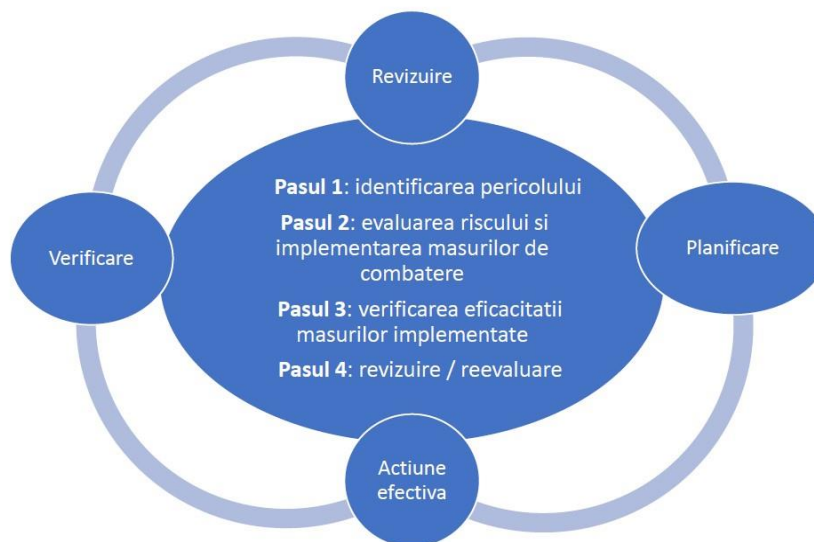 Revizuire
Pasul 1: identificarea pericolului
Pasul 2: evaluarea riscului si
implementarea masurilor de
combatere
Pasul 3: verificarea eficacitatii
masurilor implementate
Pasul 4: revizuire / reevaluare
Verificare
Planificare
Actiune
efectiva